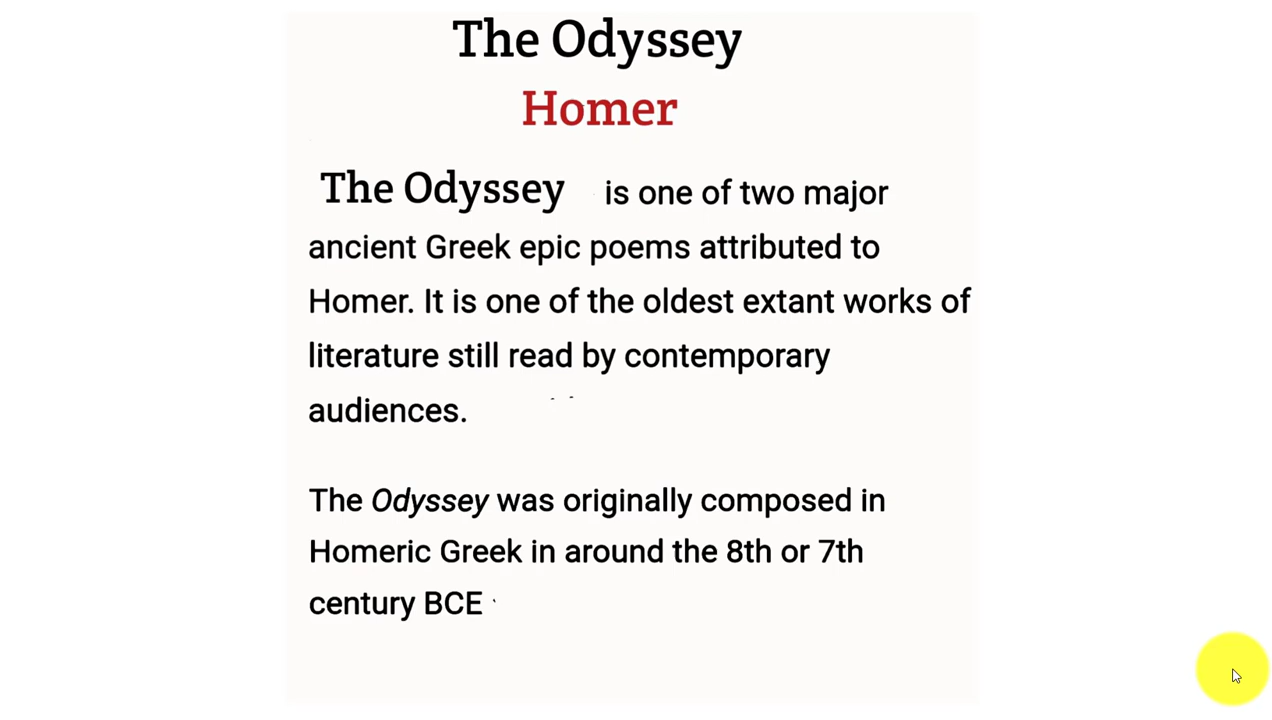 The Odyssey
Homer
The Odyssey is one of two major
ancient Greek epic poems attributed to
Homer. It is one of the oldest extant works of
literature still read by contemporary
audiences.
The Odyssey was originally composed in
Homeric Greek in around the 8th or 7th
century BCE